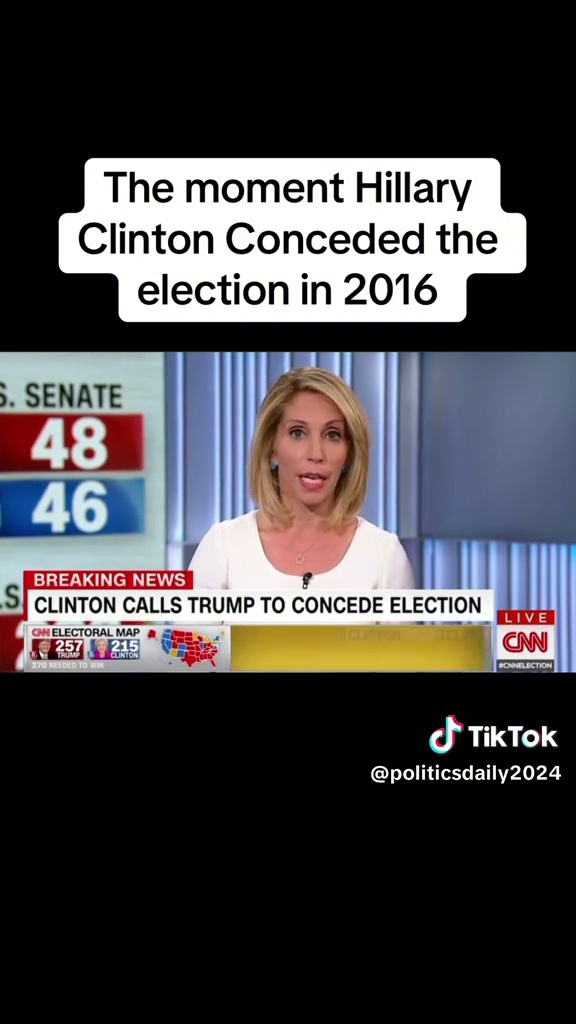 The moment Hillary
Clinton Conceded the
election in 2016
S. SENATE
48
46
S.
BREAKING NEWS
CLINTON CALLS TRUMP TO CONCEDE ELECTION
LIVE
CNN ELECTORAL MAP
257 TRUMP
215 CLINTON
270 NEEDED TO WIN
CNN
#CNNELECTION
TikTok
@politicsdaily2024